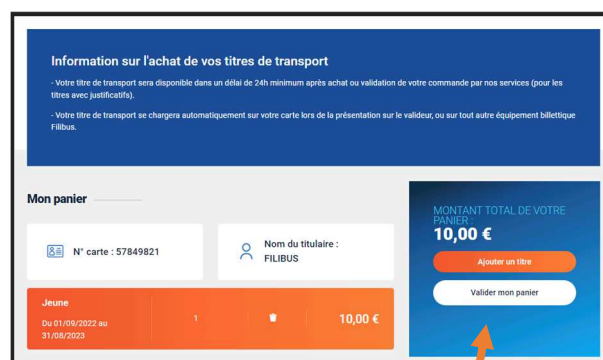 Information sur l'achat de vos titres de transport
- Votre titre de transport sera disponible dans un délai de 24h minimum après achat ou validation de votre commande par nos services (pour les
titres avec justificatifs).
- Votre titre de transport se chargera automatiquement sur votre carte lors de la présentation sur le valideur, ou sur tout autre équipement billettique
Filibus.
Mon panier
N° carte : 57849821
Nom du titulaire :
FILIBUS
Jeune
Du 01/09/2022 au
31/08/2023
1
10,00 €
MONTANT TOTAL DE VOTRE
PANIER :
10,00 €
Ajouter un titre
Valider mon panier